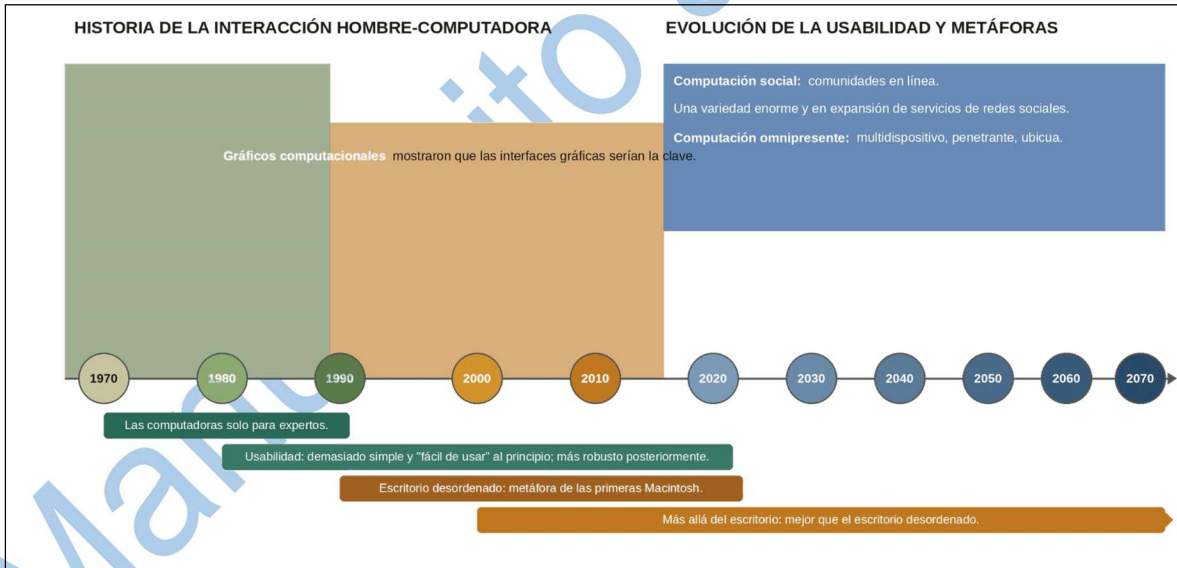 HISTORIA DE LA INTERACCIÓN HOMBRE-COMPUTADORA
EVOLUCIÓN DE LA USABILIDAD Y METÁFORAS
Computación social: comunidades en línea.
Una variedad enorme y en expansión de servicios de redes sociales.
Computación omnipresente: multidispositivo, penetrante, ubicua.
Gráficos computacionales mostraron que las interfaces gráficas serían la clave.
1970 1980 1990 2000 2010 2020 2030 2040 2050 2060 2070
Las computadoras solo para expertos.
Usabilidad: demasiado simple y "fácil de usar" al principio; más robusto posteriormente.
Escritorio desordenado: metáfora de las primeras Macintosh.
Más allá del escritorio: mejor que el escritorio desordenado.